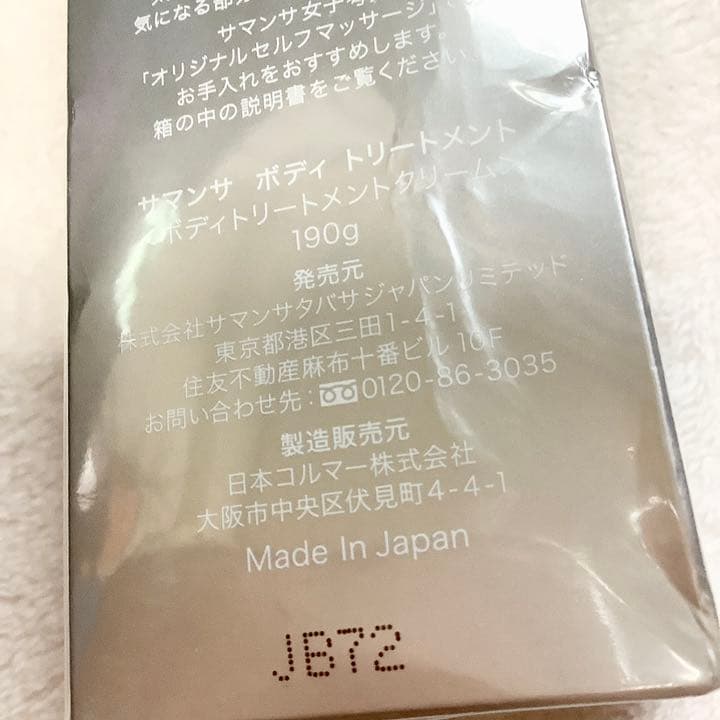 気になる部分
サマンサ女子
「オリジナルセルフマッサージ」
お手入れをおすすめします。
箱の中の説明書をご覧ください。
サマンサ ボディ トリートメント
〈ボディトリートメントクリーム〉
190g
発売元
株式会社サマンサタバサジャパンリミテッド
東京都港区三田1-4-1
住友不動産麻布十番ビル10F
お問い合わせ先:0120-86-3035
製造販売元
日本コルマー株式会社
大阪市中央区伏見町4-4-1
Made In Japan
JB72